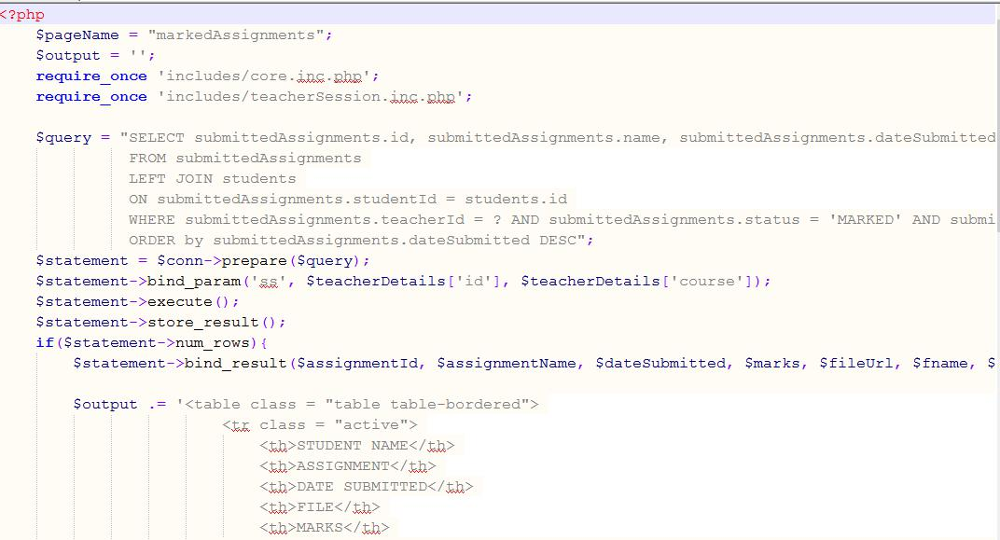 <?php
$pageName = "markedAssignments";
$output = '';
require_once 'includes/core.inc.php';
require_once 'includes/teacherSession.inc.php';
$query = "SELECT submittedAssignments.id, submittedAssignments.name, submittedAssignments.dateSubmitted
FROM submittedAssignments
LEFT JOIN students
ON submittedAssignments.studentId = students.id
WHERE submittedAssignments.teacherId = ? AND submittedAssignments.status = 'MARKED' AND submi
ORDER by submittedAssignments.dateSubmitted DESC";
$statement = $conn->prepare($query);
$statement->bind_param('ss', $teacherDetails['id'], $teacherDetails['course']);
$statement->execute();
$statement->store_result();
if($statement->num_rows){
$statement->bind_result($assignmentId, $assignmentName, $dateSubmitted, $marks, $fileUrl, $fname, $
$output .= '<table class = "table table-bordered">
<tr class = "active">
<th>STUDENT NAME</th>
<th>ASSIGNMENT</th>
<th>DATE SUBMITTED</th>
<th>FILE</th>
<th>MARKS</th>